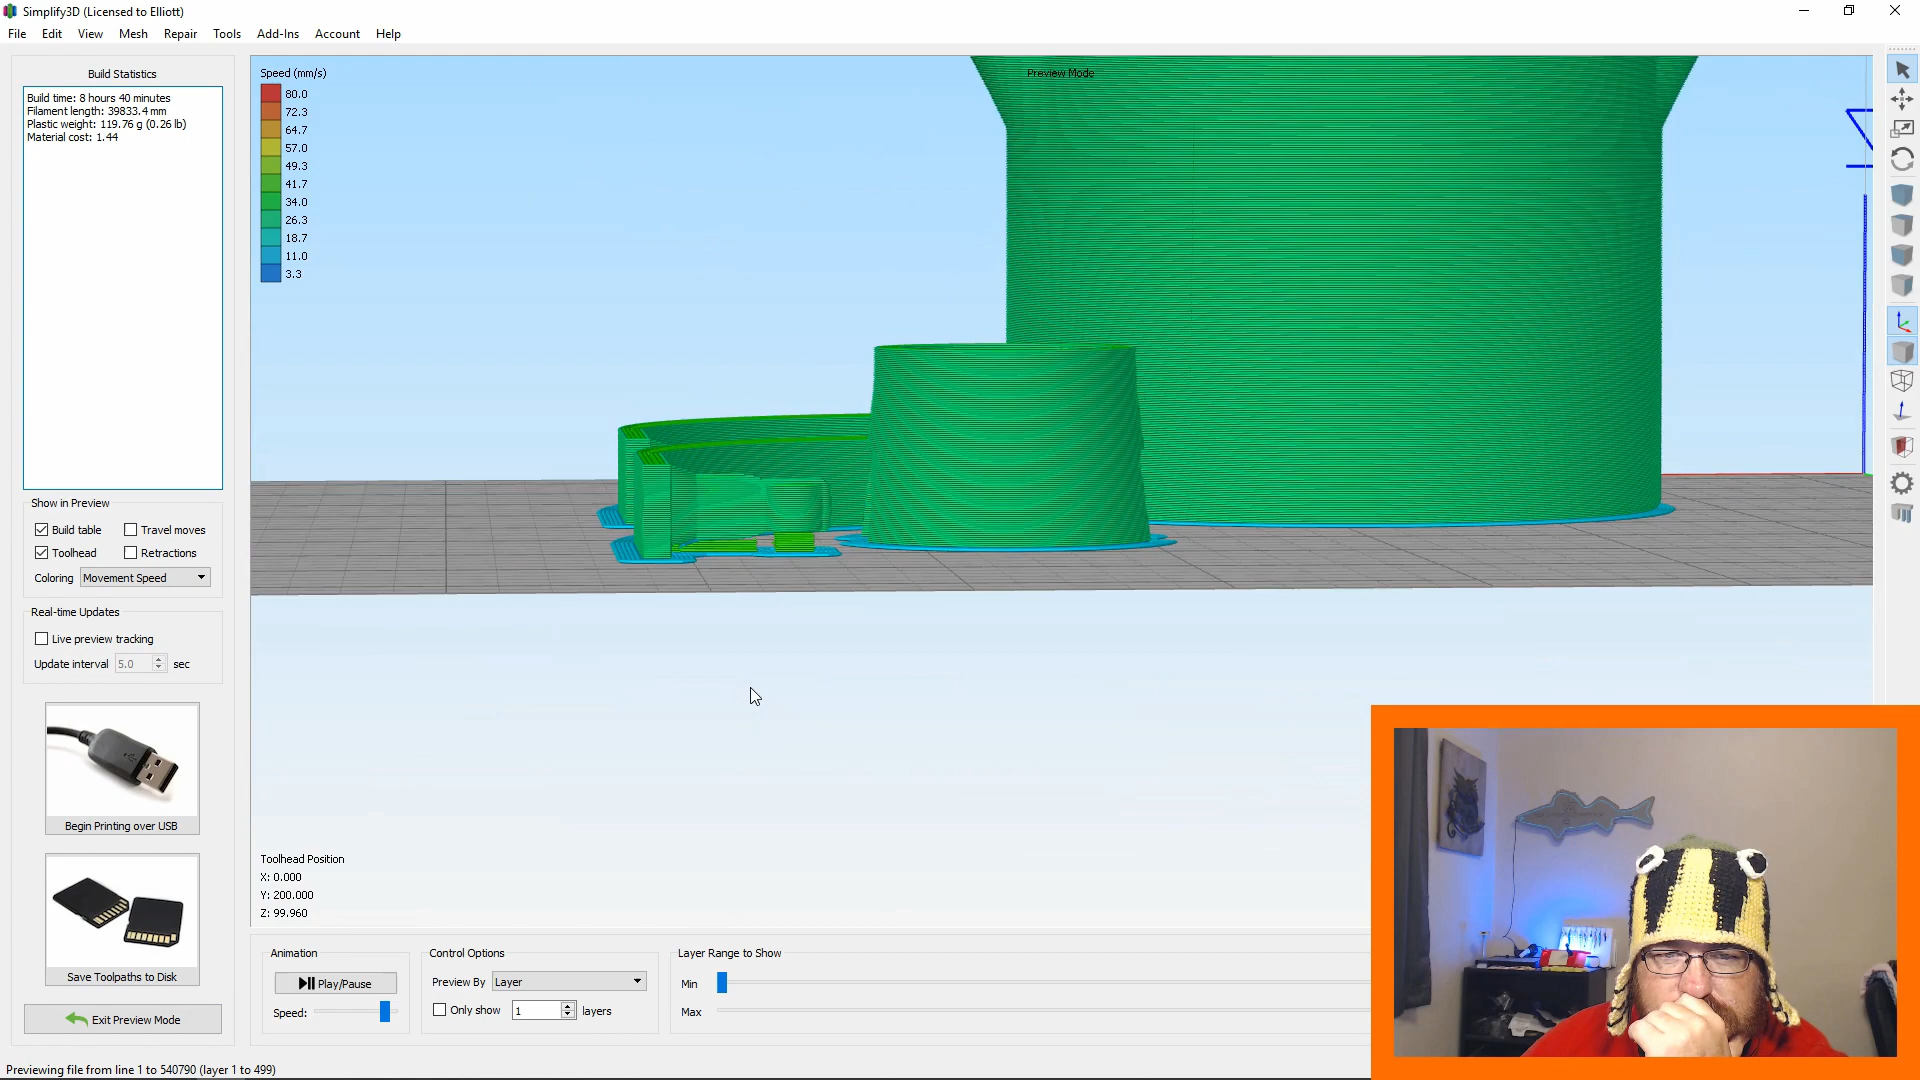 Simplify3D (Licensed to Elliott)
File Edit View Mesh Repair Tools Add-Ins Account Help
Build Statistics
Build time: 8 hours 40 minutes
Filament length: 39833.4 mm
Plastic weight: 119.76 g (0.26 lb)
Material cost: 1.44
Speed (mm/s)
80.0
72.3
64.7
57.0
49.3
41.7
34.0
26.3
18.7
11.0
3.3
Preview Mode
Show in Preview
Build table Travel moves
Toolhead Retractions
Coloring Movement Speed
Real-time Updates
Live preview tracking
Update interval 5.0 sec
Begin Printing over USB
Save Toolpaths to Disk
Exit Preview Mode
Toolhead Position
X: 0.000
Y: 200.000
Z: 99.960
Animation
Play/Pause
Speed:
Control Options
Preview By Layer
Only show 1 layers
Layer Range to Show
Min
Max
Previewing file from line 1 to 540790 (layer 1 to 499)